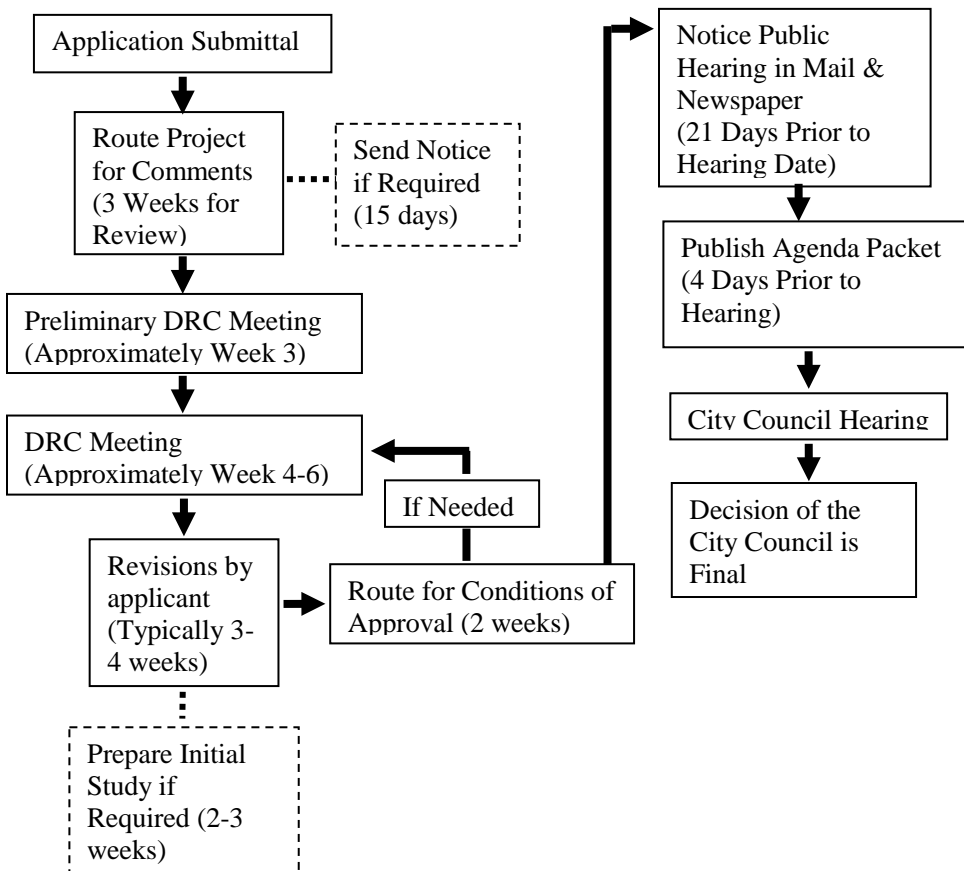 Application Submittal
Route Project
for Comments
(3 Weeks for
Review)
Send Notice
if Required
(15 days)
Preliminary DRC Meeting
(Approximately Week 3)
DRC Meeting
(Approximately Week 4-6)
If Needed
Revisions by
applicant
(Typically 3-
4 weeks)
Route for Conditions of
Approval (2 weeks)
Prepare Initial
Study if
Required (2-3
weeks)
Notice Public
Hearing in Mail &
Newspaper
(21 Days Prior to
Hearing Date)
Publish Agenda Packet
(4 Days Prior to
Hearing)
City Council Hearing
Decision of the
City Council is
Final